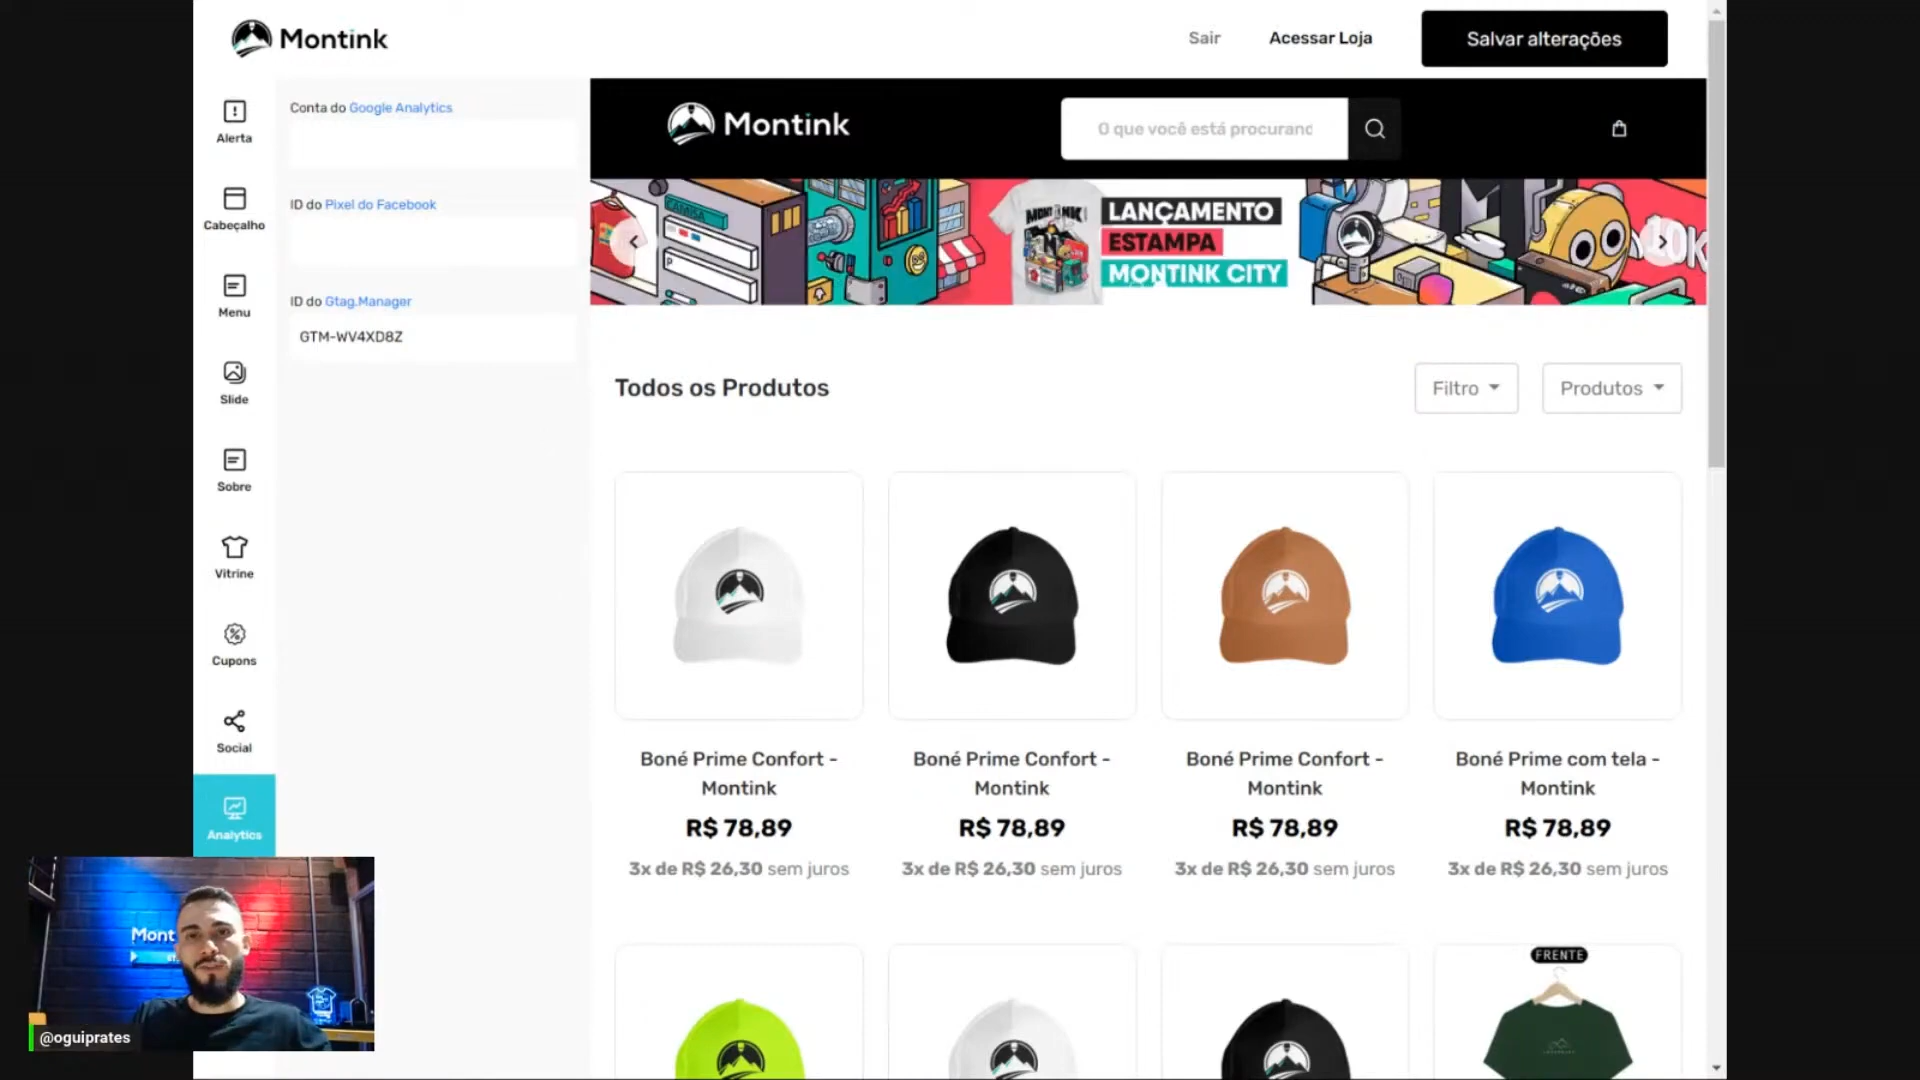 Montink
Sair
Acessar Loja
Salvar alterações
Alerta
Cabeçalho
Menu
Slide
Sobre
Vitrine
Cupons
Social
Analytics
Conta do Google Analytics
ID do Pixel do Facebook
ID do Gtag.Manager
GTM-WV4XD8Z
Montink
O que você está procurand
CAMISA
LANÇAMENTO
ESTAMPA
MONTINK CITY
10K
Todos os Produtos
Filtro
Produtos
Boné Prime Confort -
Montink
R$ 78,89
3x de R$ 26,30 sem juros
Boné Prime Confort -
Montink
R$ 78,89
3x de R$ 26,30 sem juros
Boné Prime Confort -
Montink
R$ 78,89
3x de R$ 26,30 sem juros
Boné Prime com tela -
Montink
R$ 78,89
3x de R$ 26,30 sem juros
FRENTE
Mont
@oguiprates